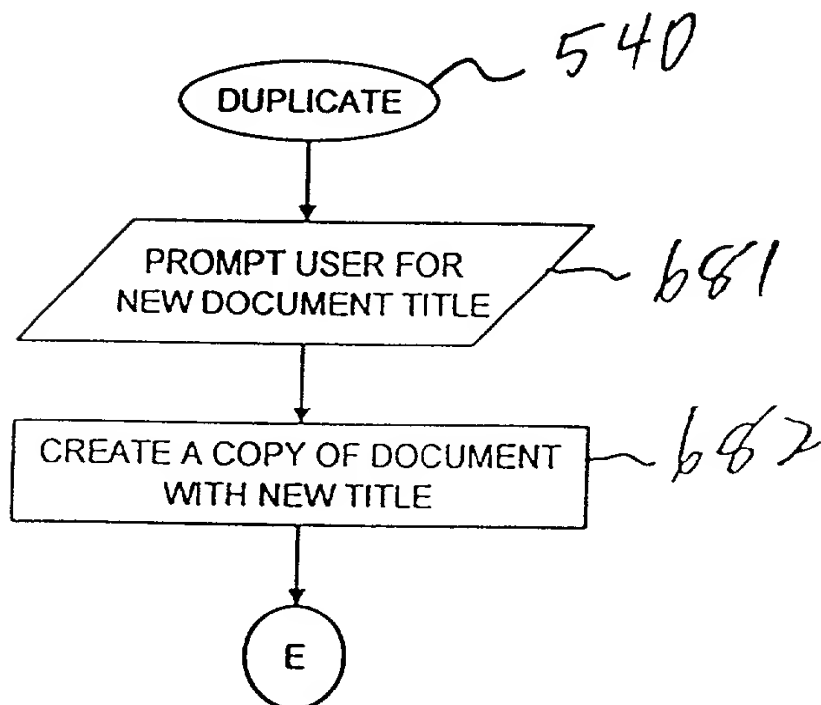 540
DUPLICATE
PROMPT USER FOR
NEW DOCUMENT TITLE
681
CREATE A COPY OF DOCUMENT
WITH NEW TITLE
682
E